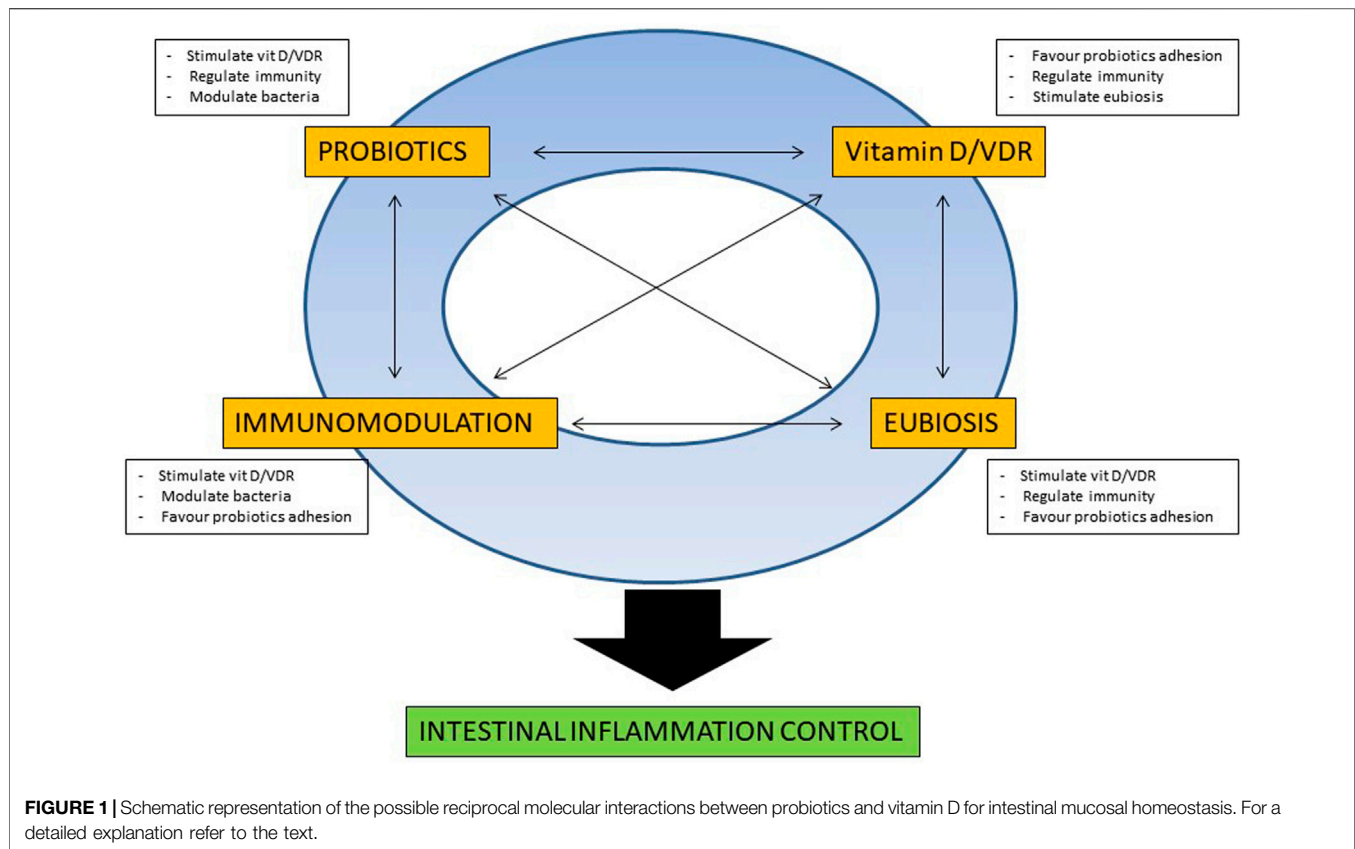 - Stimulate vit D/VDR
- Regulate immunity
- Modulate bacteria
- Favour probiotics adhesion
- Regulate immunity
- Stimulate eubiosis
PROBIOTICS
Vitamin D/VDR
IMMUNOMODULATION
EUBIOSIS
- Stimulate vit D/VDR
- Modulate bacteria
- Favour probiotics adhesion
- Stimulate vit D/VDR
- Regulate immunity
- Favour probiotics adhesion
INTESTINAL INFLAMMATION CONTROL
FIGURE 1 | Schematic representation of the possible reciprocal molecular interactions between probiotics and vitamin D for intestinal mucosal homeostasis. For a
detailed explanation refer to the text.